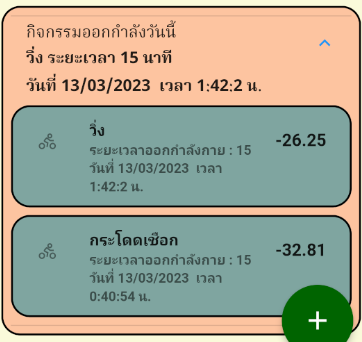 กิจกรรมออกกำลังวันนี้
วิ่ง ระยะเวลา 15 นาที
วันที่ 13/03/2023 เวลา 1:42:2 น.
วิ่ง
-26.25
ระยะเวลาออกกำลังกาย : 15
วันที่ 13/03/2023 เวลา
1:42:2 น.
กระโดดเชือก
-32.81
ระยะเวลาออกกำลังกาย : 15
วันที่ 13/03/2023 เวลา
0:40:54 น.
+